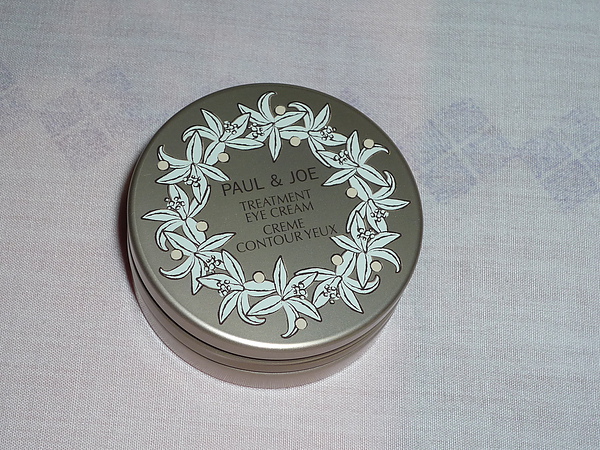 PAUL & JOE
TREATMENT
EYE CREAM
CREME
CONTOUR YEUX